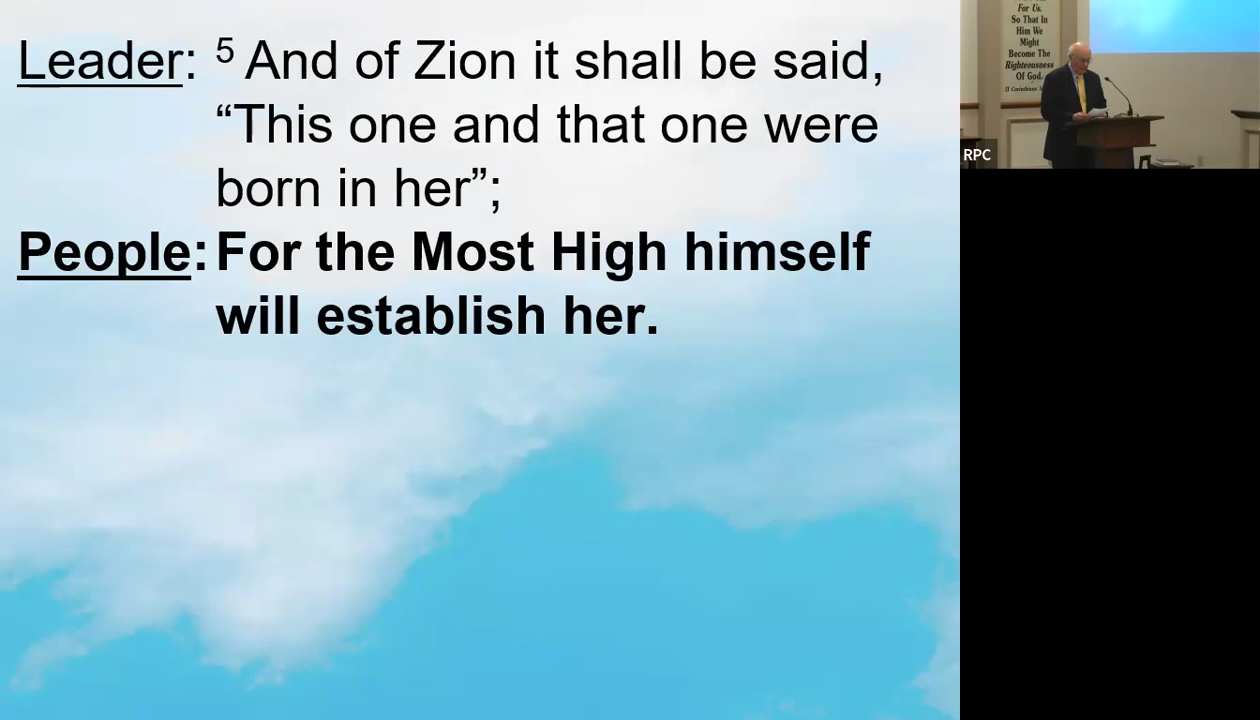 Leader: ⁵ And of Zion it shall be said,
“This one and that one were
born in her”;
People: For the Most High himself
will establish her.
For Us.
So That In
Him We
Might
Become The
Righteousness
Of God.
II Corinthians
RPC